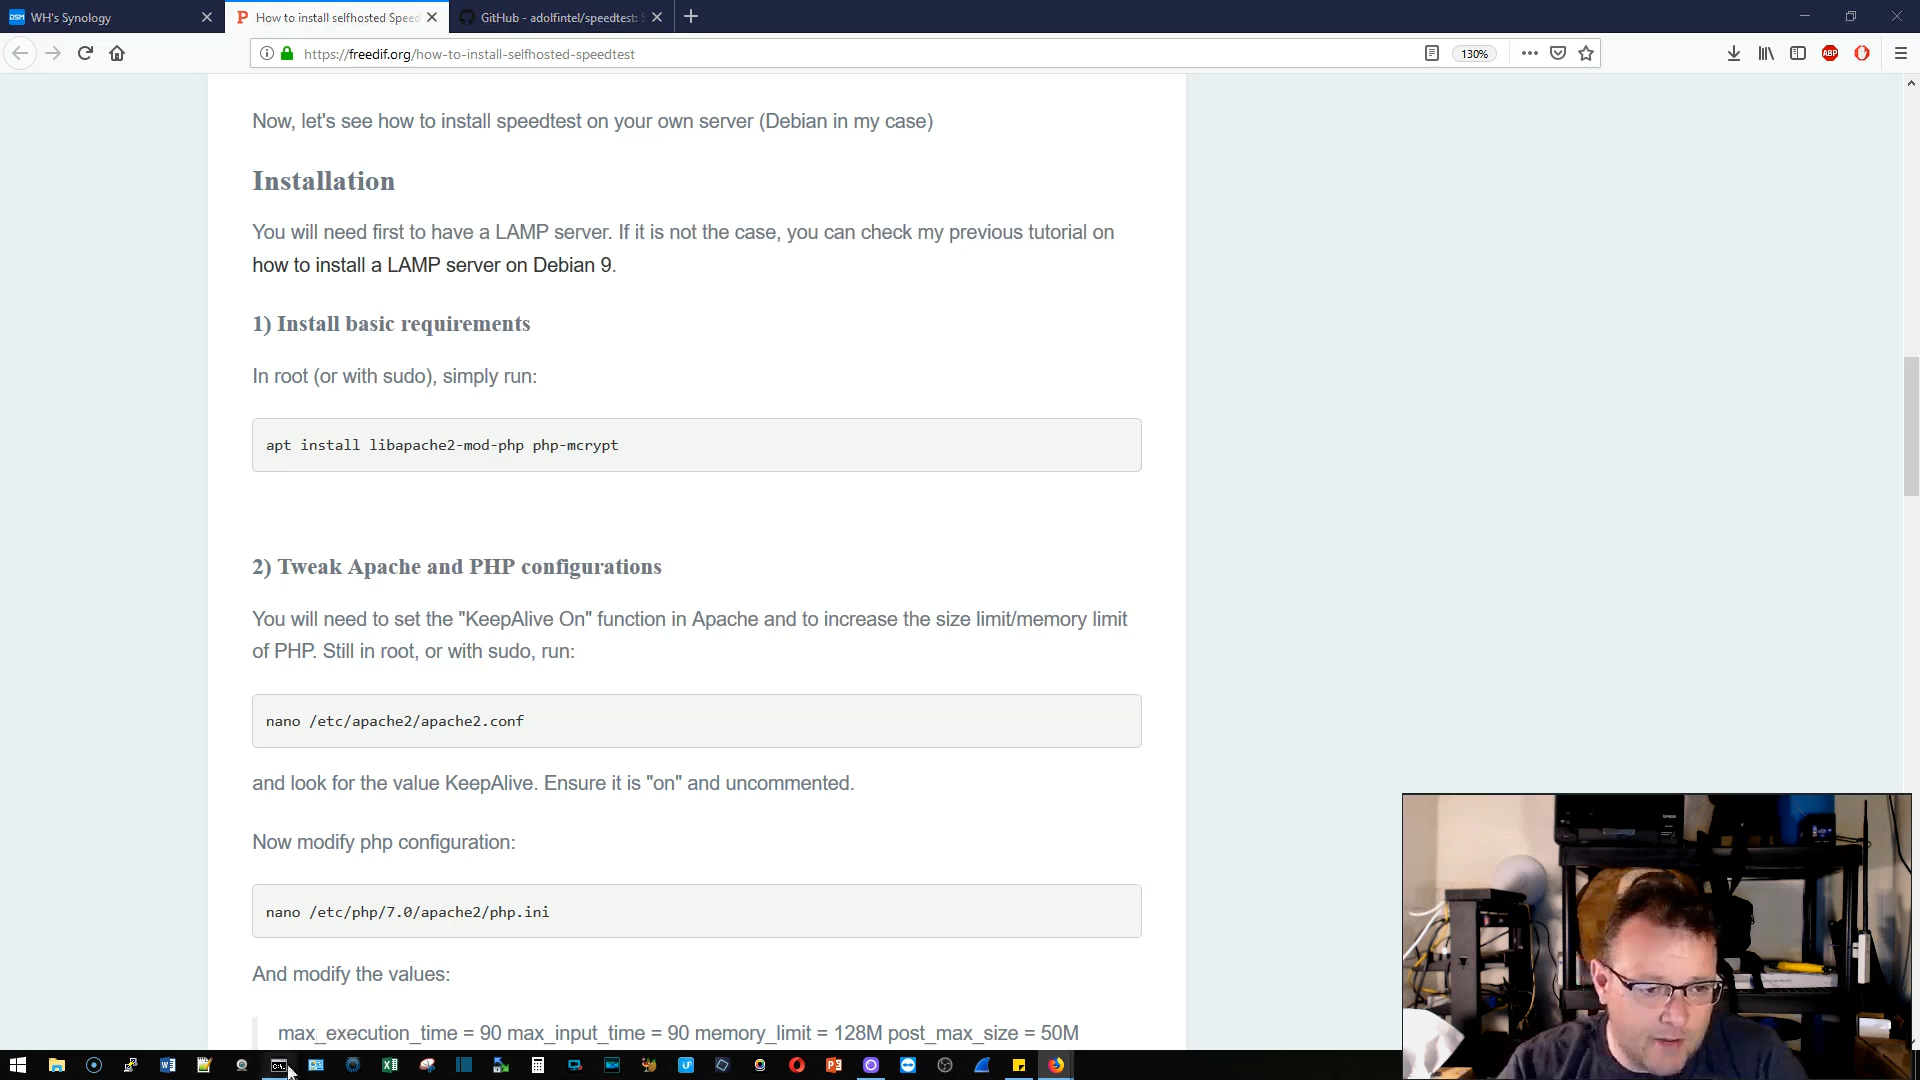 WH's Synology
How to install selfhosted Speed
GitHub - adolfintel/speedtest: S
https://freedif.org/how-to-install-selfhosted-speedtest
130%
ABP
Now, let's see how to install speedtest on your own server (Debian in my case)
Installation
You will need first to have a LAMP server. If it is not the case, you can check my previous tutorial on
how to install a LAMP server on Debian 9.
1) Install basic requirements
In root (or with sudo), simply run:
apt install libapache2-mod-php php-mcrypt
2) Tweak Apache and PHP configurations
You will need to set the "KeepAlive On" function in Apache and to increase the size limit/memory limit
of PHP. Still in root, or with sudo, run:
nano /etc/apache2/apache2.conf
and look for the value KeepAlive. Ensure it is "on" and uncommented.
Now modify php configuration:
nano /etc/php/7.0/apache2/php.ini
And modify the values:
max_execution_time = 90 max_input_time = 90 memory_limit = 128M post_max_size = 50M